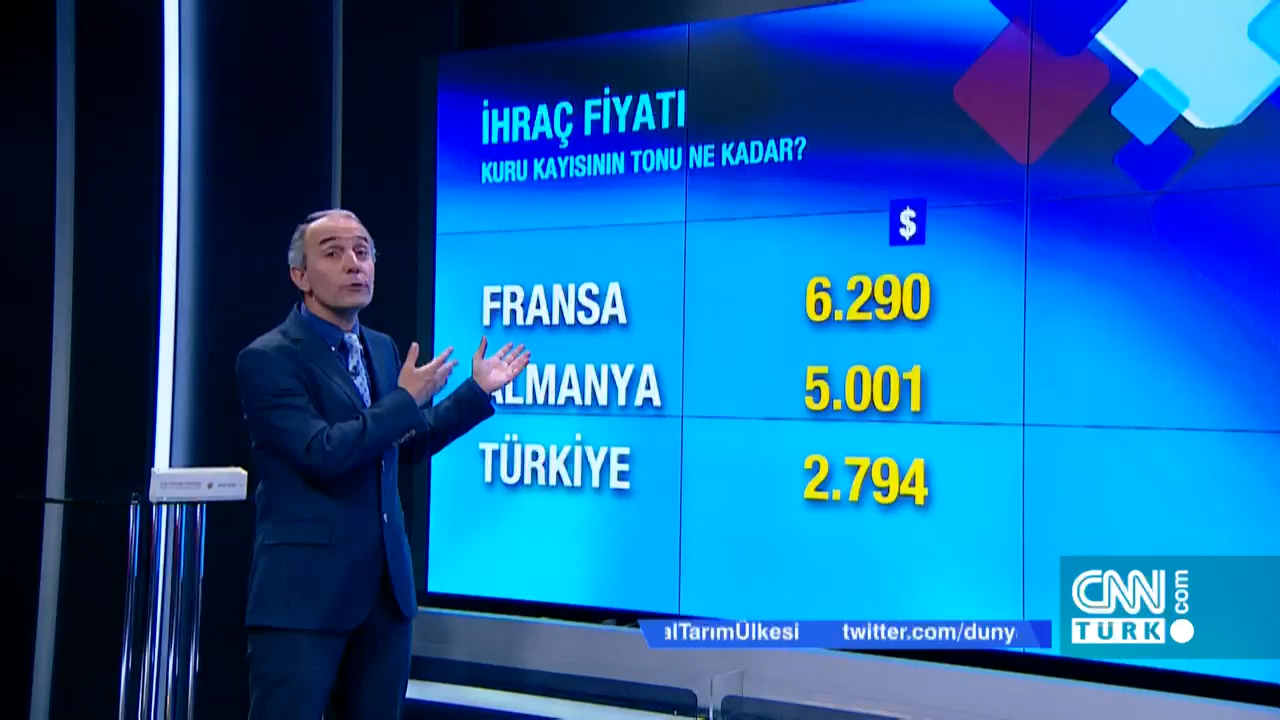 İHRAÇ FİYATI
KURU KAYISININ TONU NE KADAR?
$
FRANSA 6.290
ALMANYA 5.001
TÜRKİYE 2.794
alTarımÜlkesi twitter.com/duny
CNN
TURK
.com